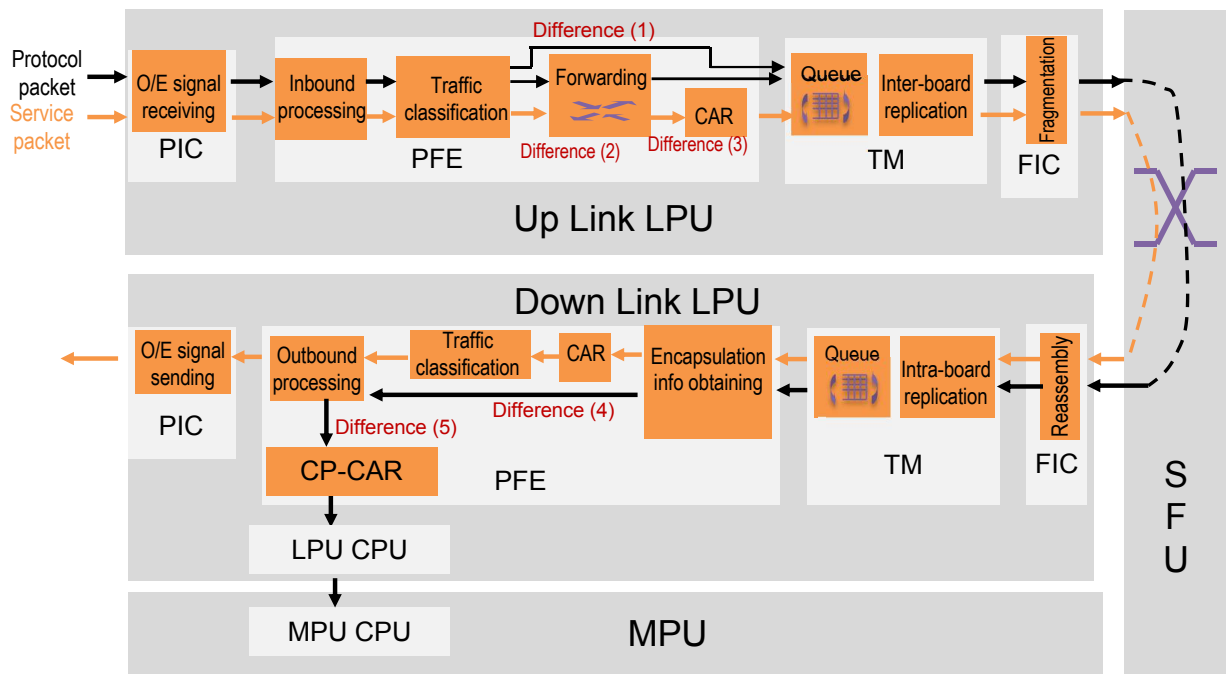 Difference (1)
Protocol
packet
Service
packet
O/E signal
receiving
PIC
Inbound
processing
Traffic
classification
Forwarding
CAR
Difference (2)
Difference (3)
PFE
Queue
Inter-board
replication
TM
Fragmentation
FIC
Up Link LPU
Down Link LPU
O/E signal
sending
PIC
Outbound
processing
Traffic
classification
CAR
Encapsulation
info obtaining
Difference (4)
Difference (5)
CP-CAR
PFE
Queue
Intra-board
replication
TM
Reassembly
FIC
LPU CPU
MPU CPU
MPU
S
F
U